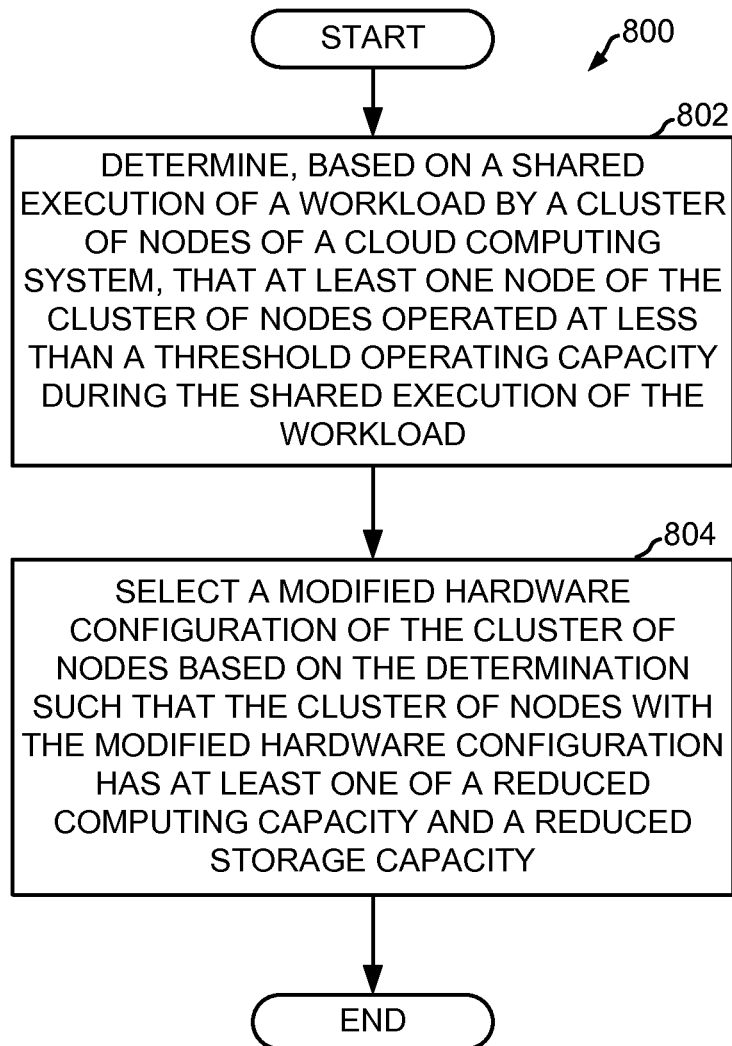 START
800
802
DETERMINE, BASED ON A SHARED
EXECUTION OF A WORKLOAD BY A CLUSTER
OF NODES OF A CLOUD COMPUTING
SYSTEM, THAT AT LEAST ONE NODE OF THE
CLUSTER OF NODES OPERATED AT LESS
THAN A THRESHOLD OPERATING CAPACITY
DURING THE SHARED EXECUTION OF THE
WORKLOAD
804
SELECT A MODIFIED HARDWARE
CONFIGURATION OF THE CLUSTER OF
NODES BASED ON THE DETERMINATION
SUCH THAT THE CLUSTER OF NODES WITH
THE MODIFIED HARDWARE CONFIGURATION
HAS AT LEAST ONE OF A REDUCED
COMPUTING CAPACITY AND A REDUCED
STORAGE CAPACITY
END